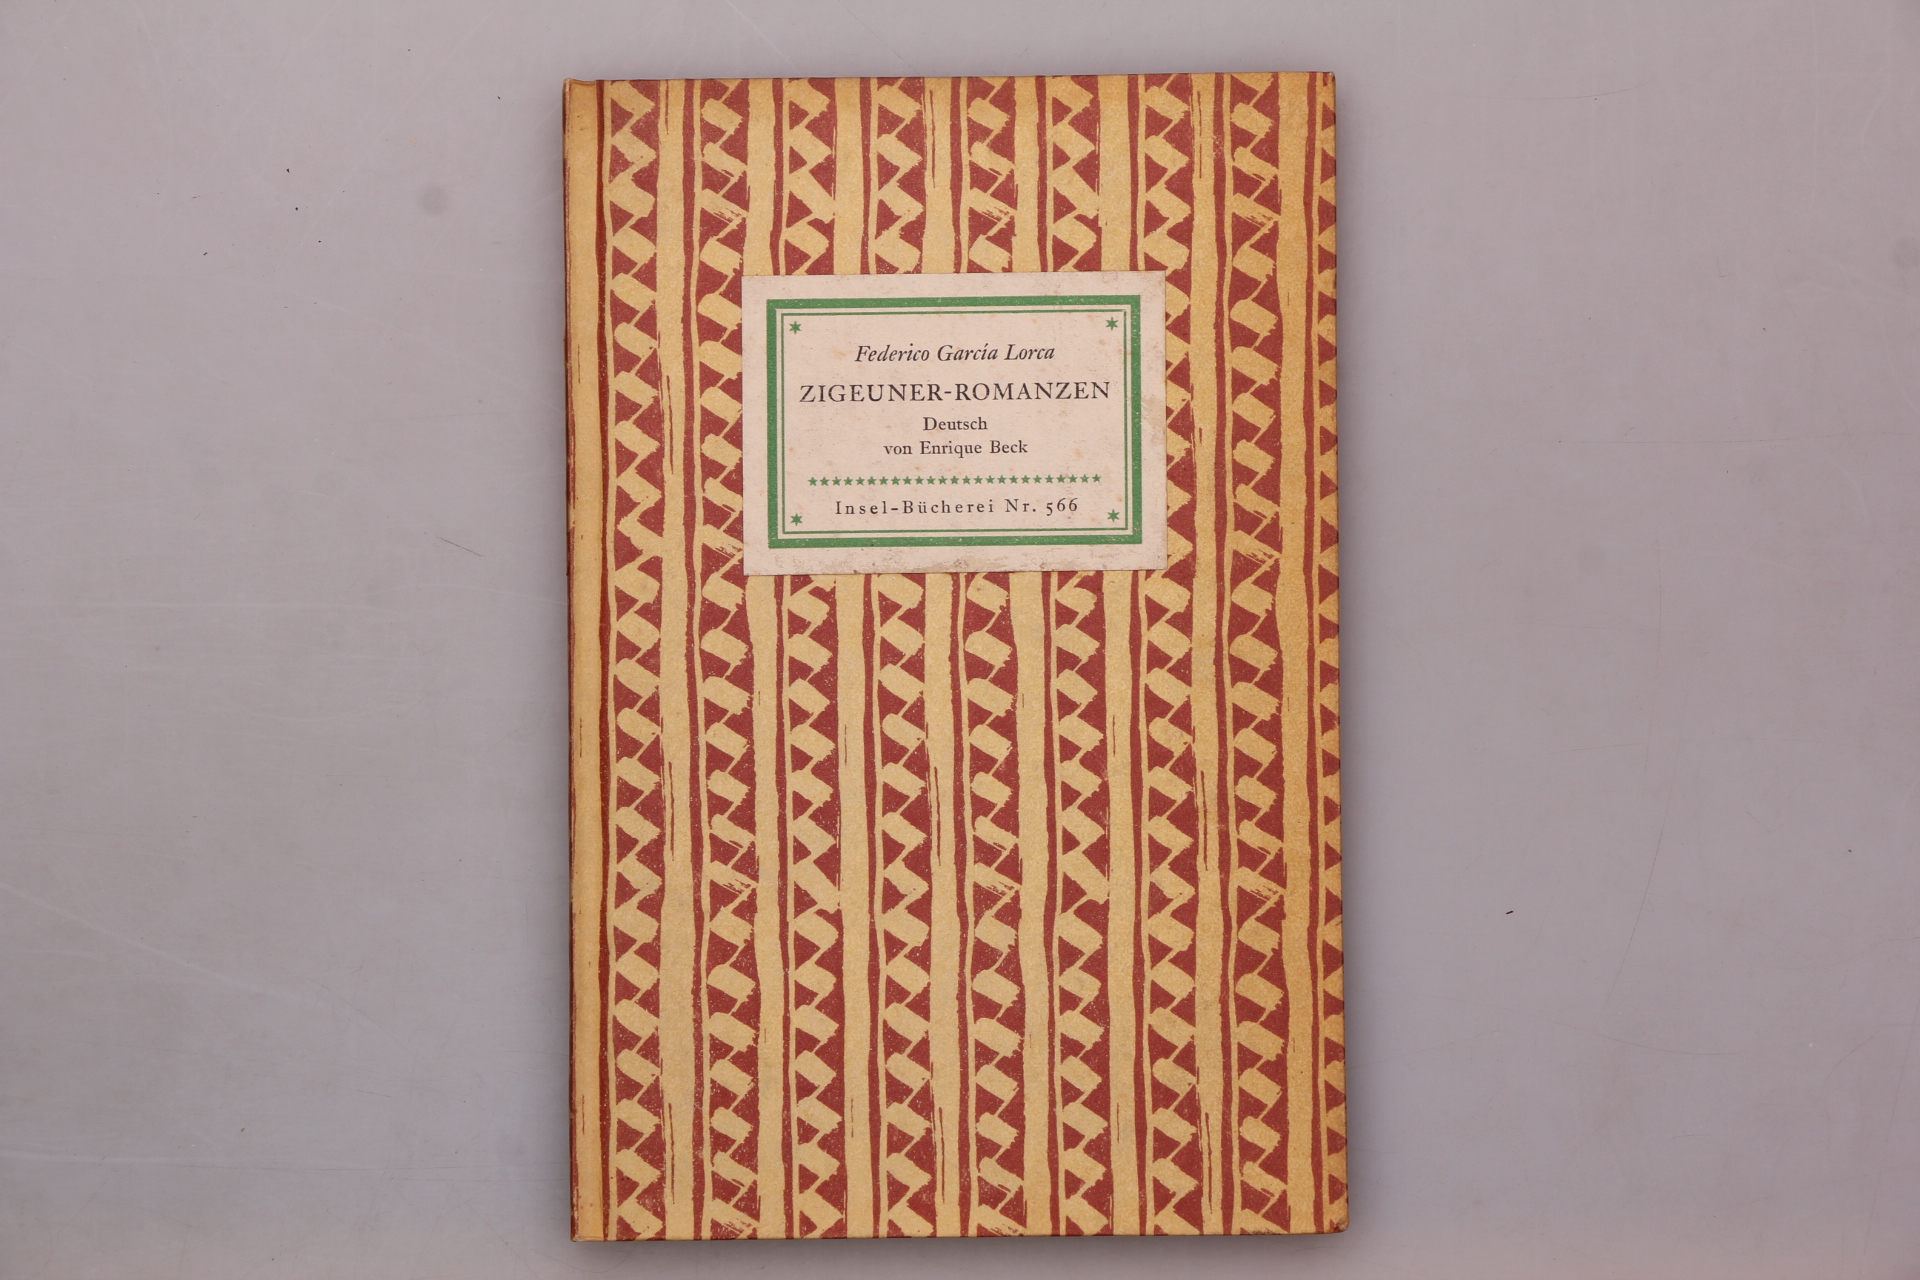 Federico García Lorca
ZIGEUNER-ROMANZEN
Deutsch
von Enrique Beck
Insel-Bücherei Nr. 566